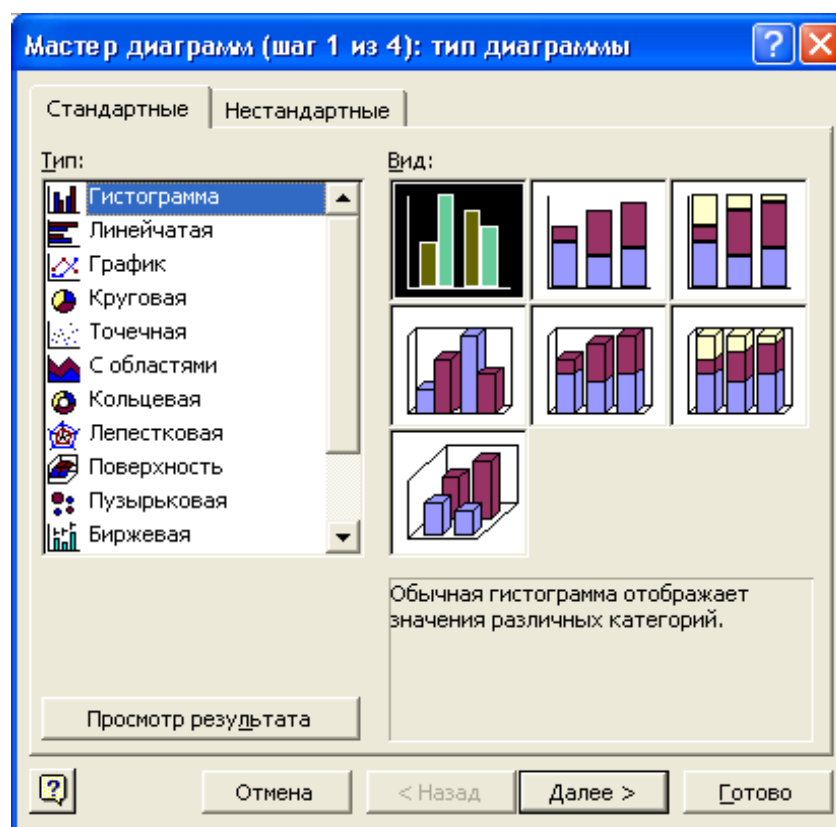 Мастер диаграмм (шаг 1 из 4): тип диаграммы
Стандартные
Нестандартные
Тип:
Вид:
Гистограмма
Линейчатая
График
Круговая
Точечная
С областями
Кольцевая
Лепестковая
Поверхность
Пузырьковая
Биржевая
Обычная гистограмма отображает
значения различных категорий.
Просмотр результата
Отмена
< Назад
Далее >
Готово